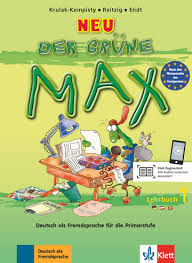 Krulak-Kempisty Reitzig Endt
NEU
DER GRÜNE
MAX
Lehrbuch 1
Deutsch als Fremdsprache für die Primarstufe
Deutsch als
Fremdsprache
Klett